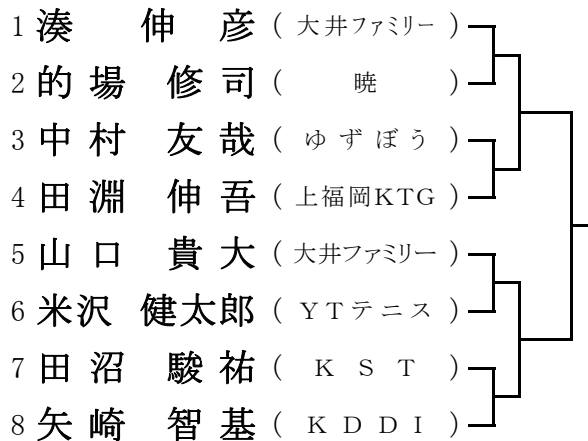 1 湊 伸 彦 ( 大井ファミリー )
2 的 場 修 司 ( 暁 )
3 中 村 友 哉 ( ゆ ず ぼ う )
4 田 淵 伸 吾 ( 上福岡KTG )
5 山 口 貴 大 ( 大井ファミリー )
6 米沢 健太郎 ( ＹＴテニス )
7 田 沼 駿 祐 ( Ｋ Ｓ Ｔ )
8 矢 崎 智 基 ( Ｋ Ｄ Ｄ Ｉ )